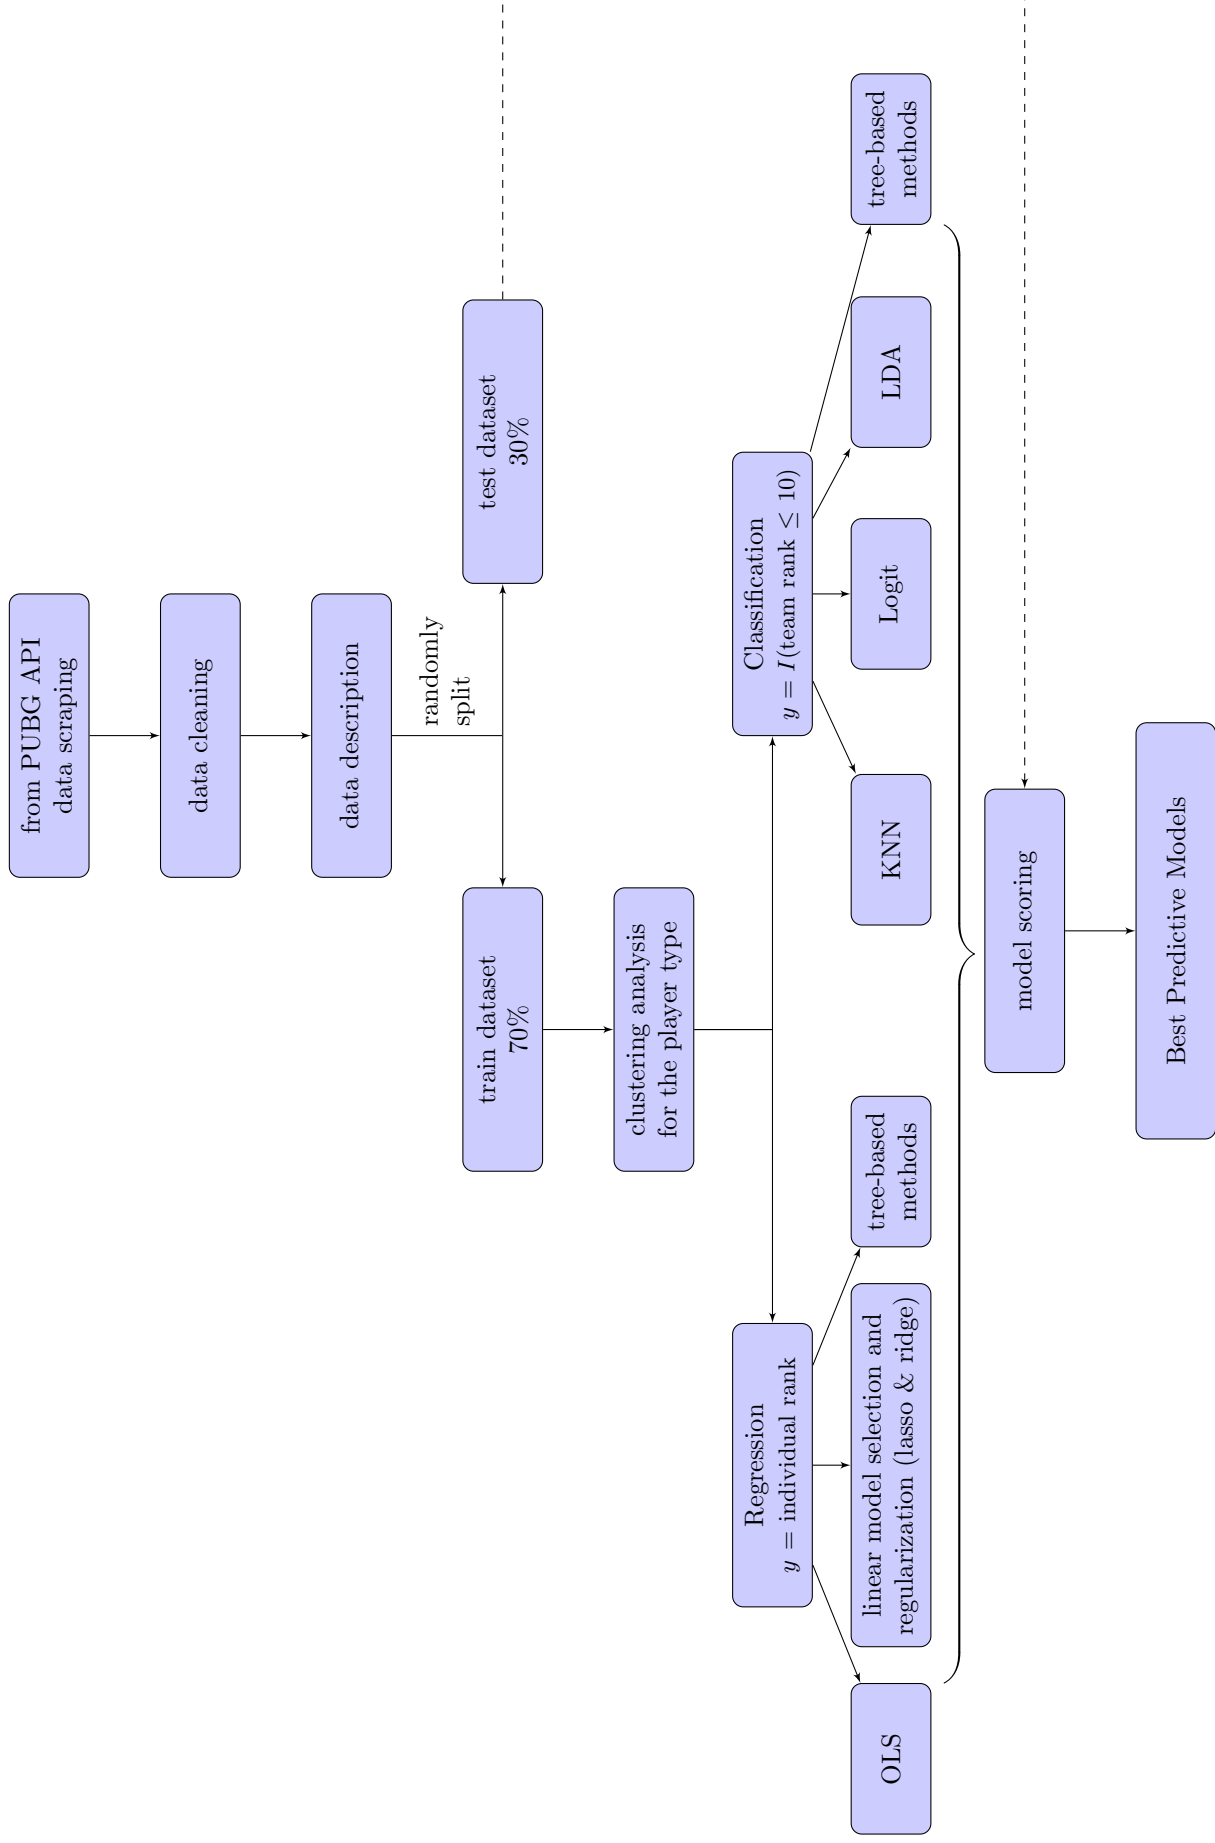 from PUBG API
data scraping
data cleaning
data description
randomly
split
train dataset
70%
test dataset
30%
clustering analysis
for the player type
Regression
y = individual rank
Classification
y = I(team rank ≤ 10)
OLS
linear model selection and
regularization (lasso & ridge)
tree-based
methods
KNN
Logit
LDA
tree-based
methods
model scoring
Best Predictive Models